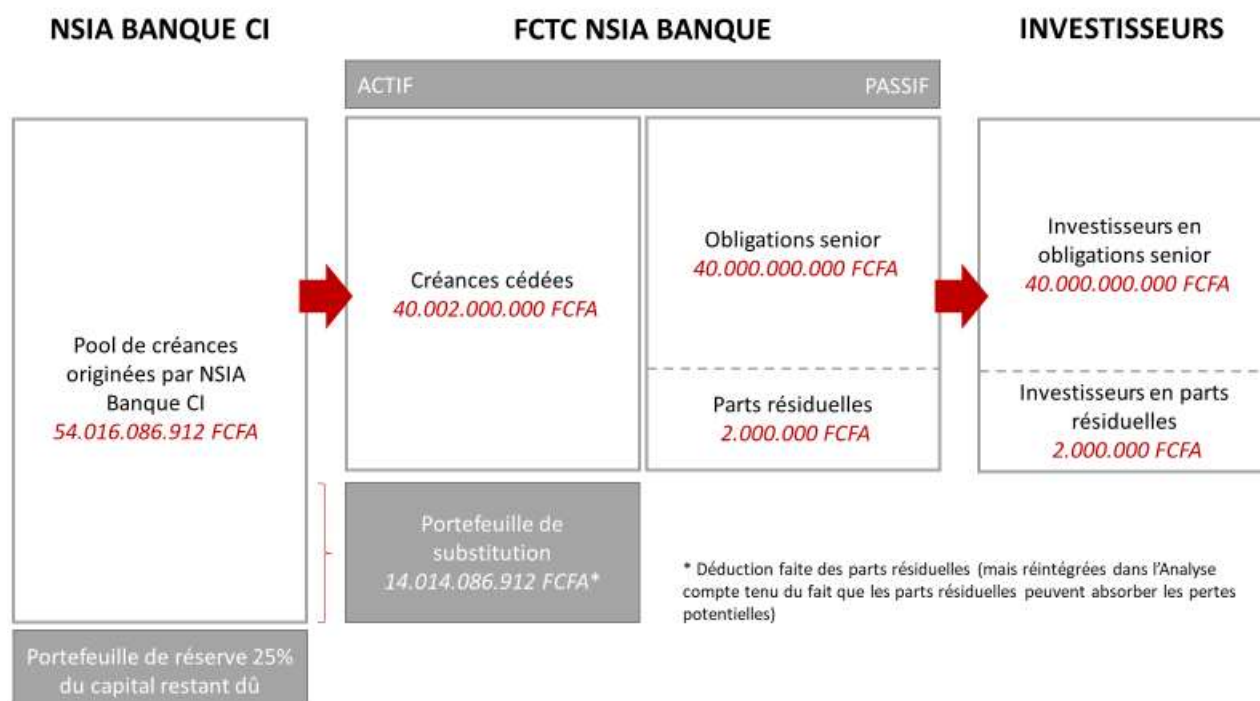 NSIA BANQUE CI
FCTC NSIA BANQUE
INVESTISSEURS
ACTIF
PASSIF
Pool de créances
originées par NSIA
Banque CI
54.016.086.912 FCFA
Créances cédées
40.002.000.000 FCFA
Obligations senior
40.000.000.000 FCFA
Parts résiduelles
2.000.000 FCFA
Investisseurs en
obligations senior
40.000.000.000 FCFA
Investisseurs en parts
résiduelles
2.000.000 FCFA
Portefeuille de
substitution
14.014.086.912 FCFA*
* Déduction faite des parts résiduelles (mais réintégrées dans l'Analyse
compte tenu du fait que les parts résiduelles peuvent absorber les pertes
potentielles)
Portefeuille de réserve 25%
du capital restant dû